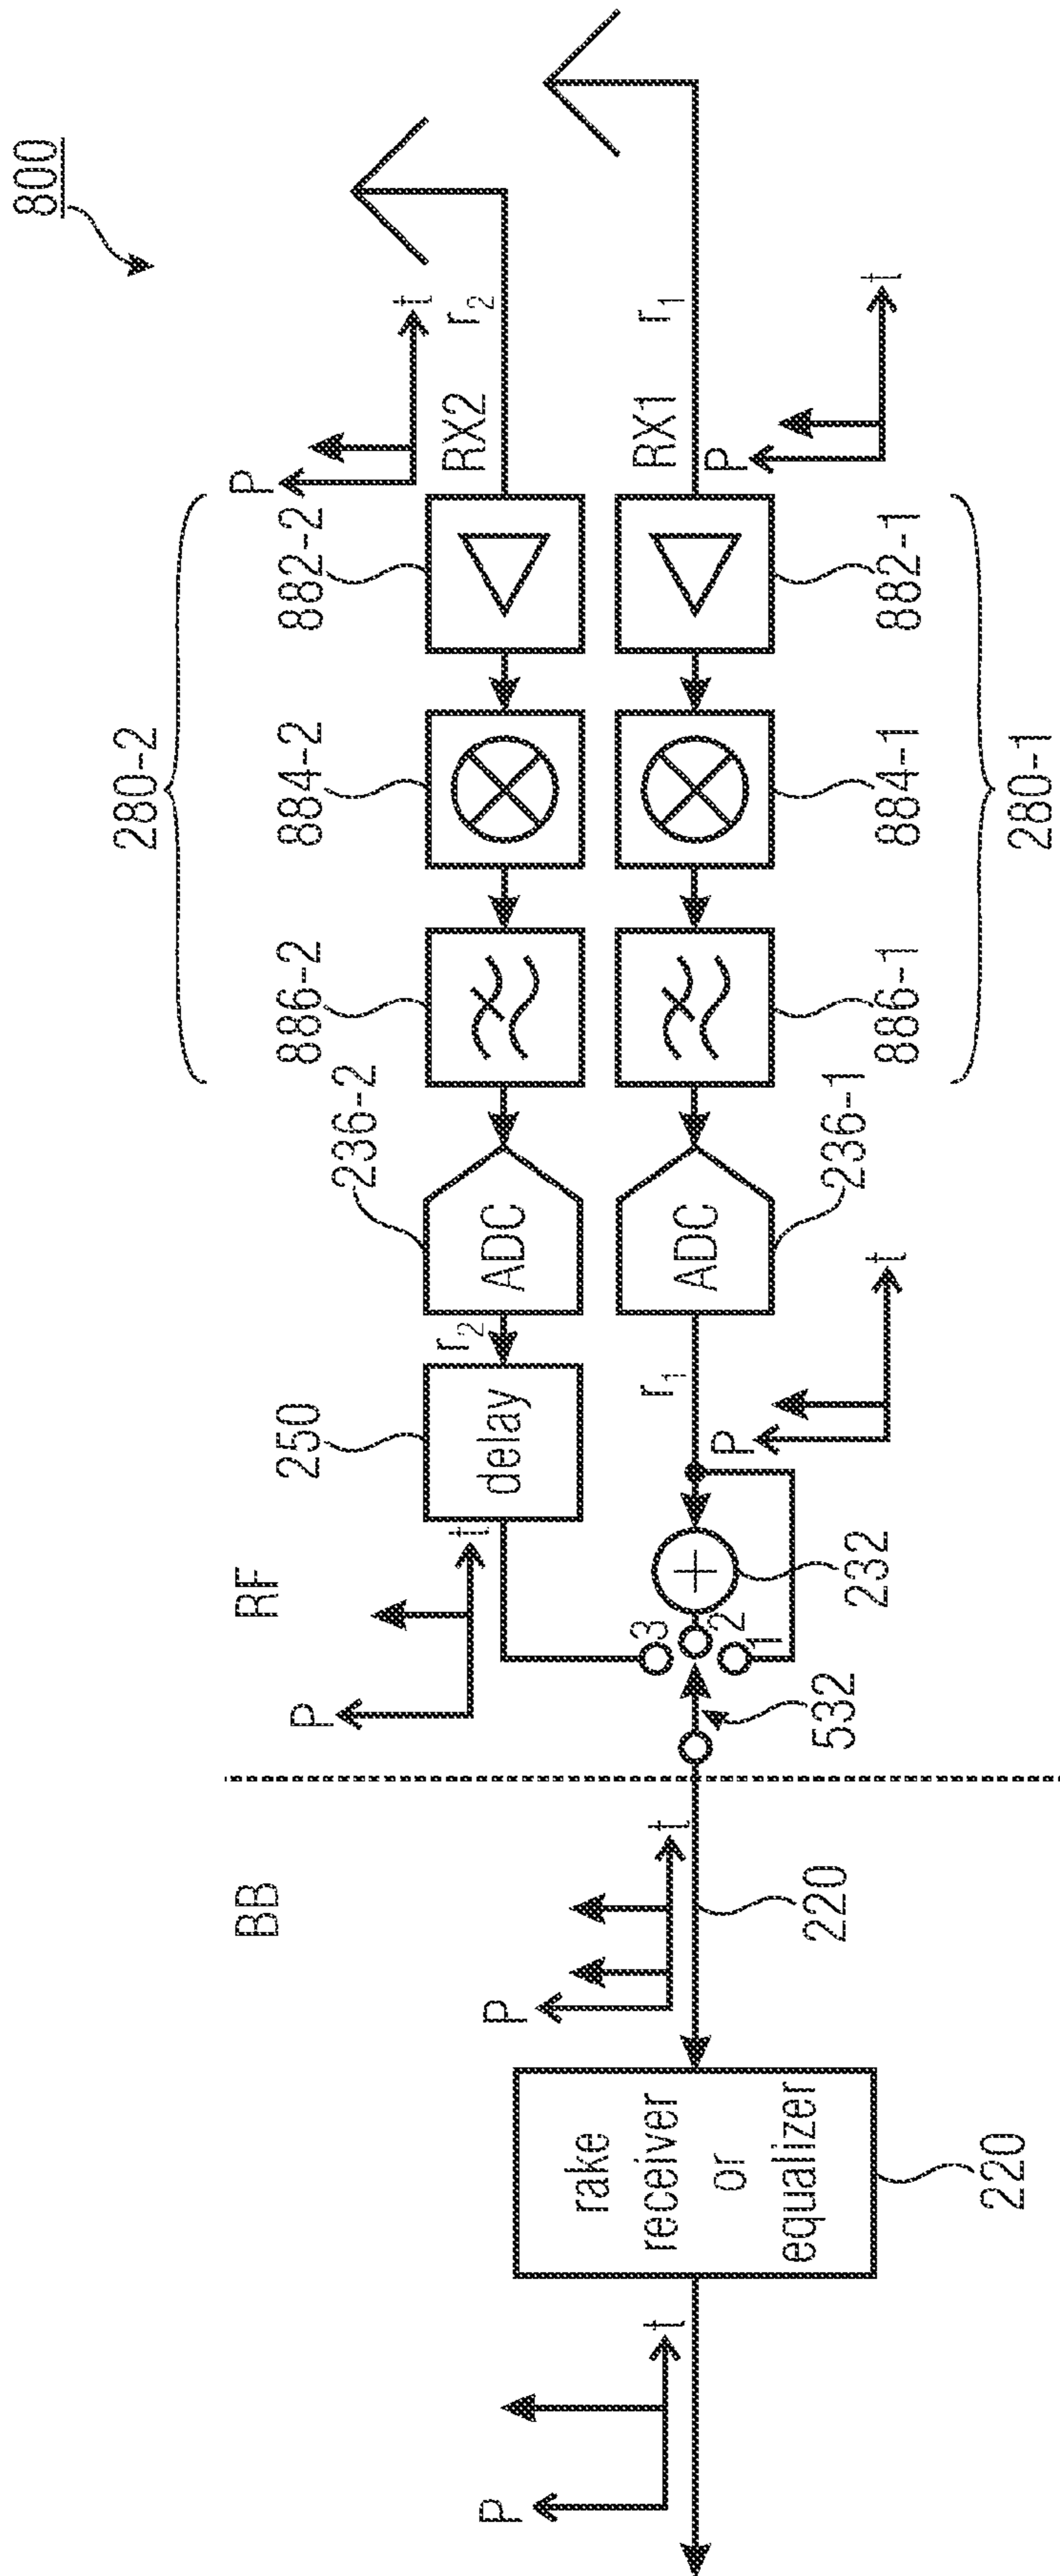 800
280-2
886-2
884-2
882-2
P
t
RX2
r₂
236-2
ADC
r₂
250
delay
P
t
RF
BB
RX1
r₁
P
t
882-1
884-1
886-1
280-1
236-1
ADC
r₁
P
t
232
3
2
1
532
P
t
220
rake
receiver
or
equalizer
220
P
t